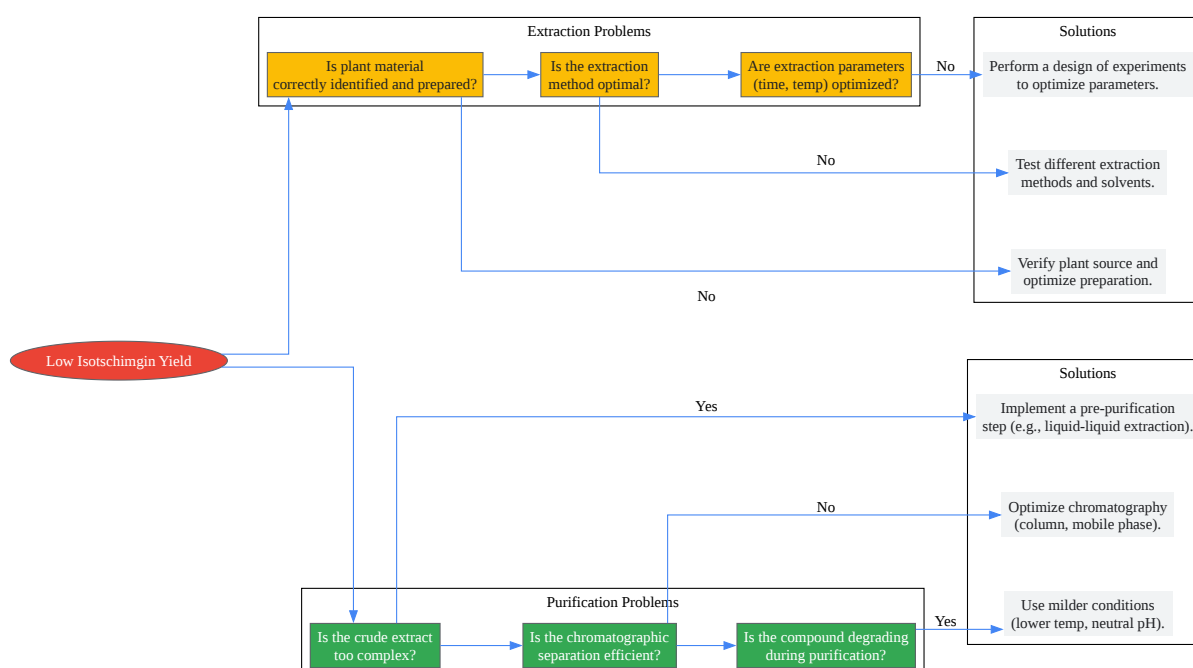 Extraction Problems
Is plant material
correctly identified and prepared?
Is the extraction
method optimal?
Are extraction parameters
(time, temp) optimized?
No
Solutions
Perform a design of experiments
to optimize parameters.
No
Test different extraction
methods and solvents.
No
Verify plant source and
optimize preparation.
Low Isotschimgin Yield
Solutions
Yes
Implement a pre-purification
step (e.g., liquid-liquid extraction).
No
Optimize chromatography
(column, mobile phase).
Purification Problems
Is the crude extract
too complex?
Is the chromatographic
separation efficient?
Is the compound degrading
during purification?
Yes
Use milder conditions
(lower temp, neutral pH).